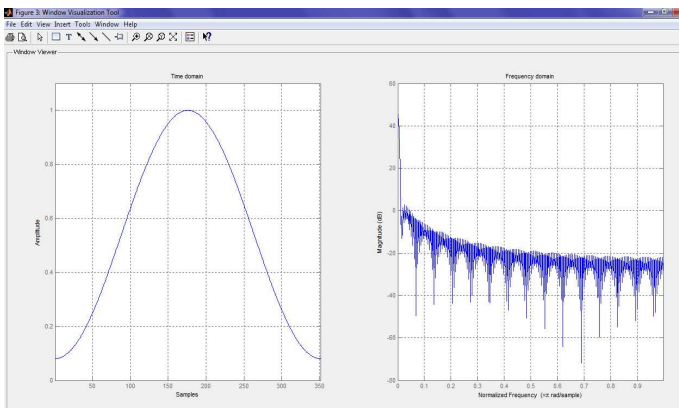 Figure 3: Window Visualization Tool
File Edit View Insert Tools Window Help
Window Viewer
Time domain
Amplitude
1
0.8
0.6
0.4
0.2
0
50 100 150 200 250 300 350
Samples
Frequency domain
Magnitude (dB)
60
40
20
0
-20
-40
-60
-80
0 0.1 0.2 0.3 0.4 0.5 0.6 0.7 0.8 0.9
Normalized Frequency (×π rad/sample)